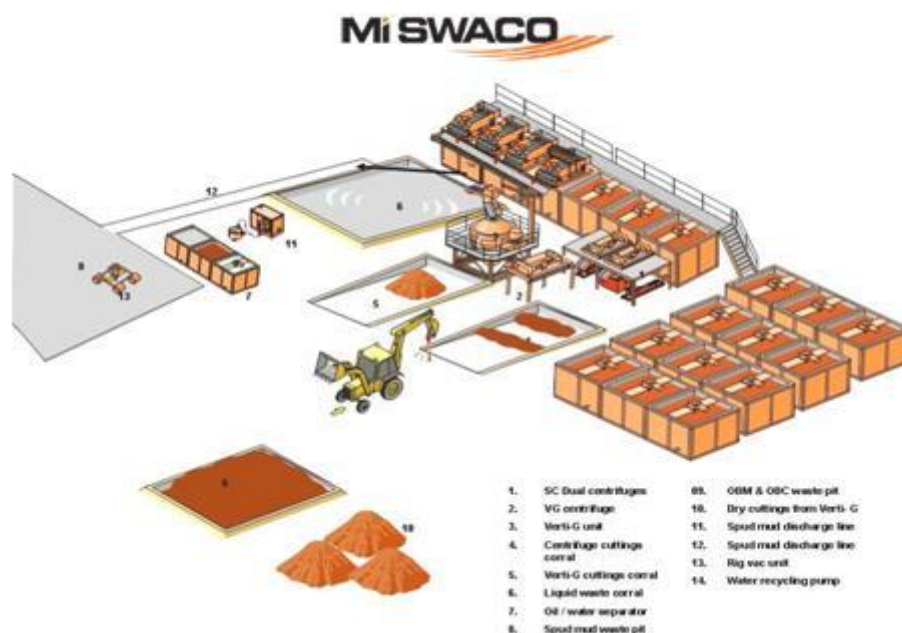 Mi SWACO
12
6
11
8
13
7
5
2
1
10
1. SC Dual centrifuges
2. VG centrifuge
3. Verti-G unit
4. Centrifuge cuttings
corral
5. Verti-G cuttings corral
6. Liquid waste corral
7. Oil / water separator
8. Spud mud waste pit
09. OBM & OBC waste pit
10. Dry cuttings from Verti- G
11. Spud mud discharge line
12. Spud mud discharge line
13. Rig vac unit
14. Water recycling pump